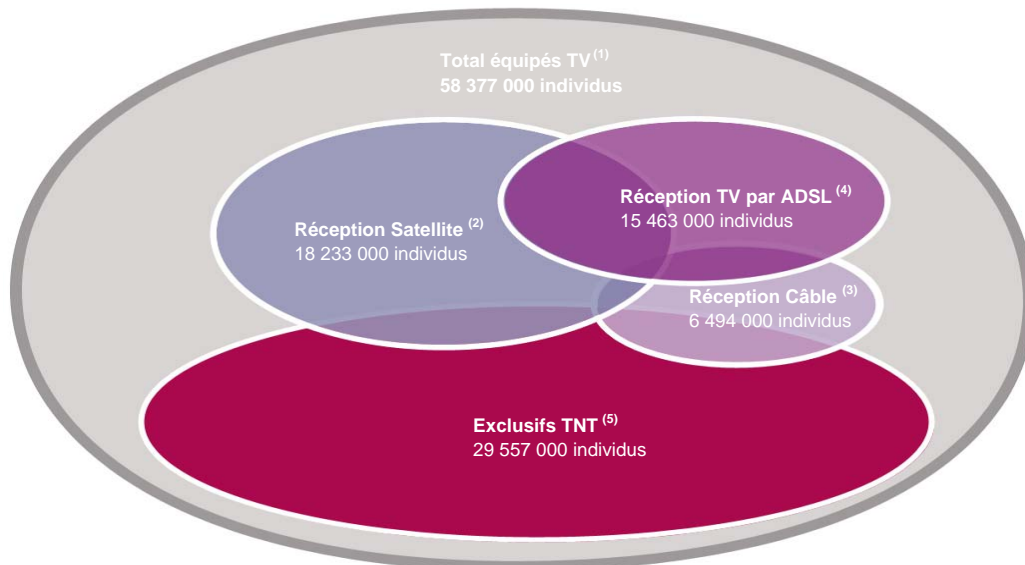 Total équipés TV (1)
58 377 000 individus
Réception TV par ADSL (4)
15 463 000 individus
Réception Satellite (2)
18 233 000 individus
Réception Câble (3)
6 494 000 individus
Exclusifs TNT (5)
29 557 000 individus